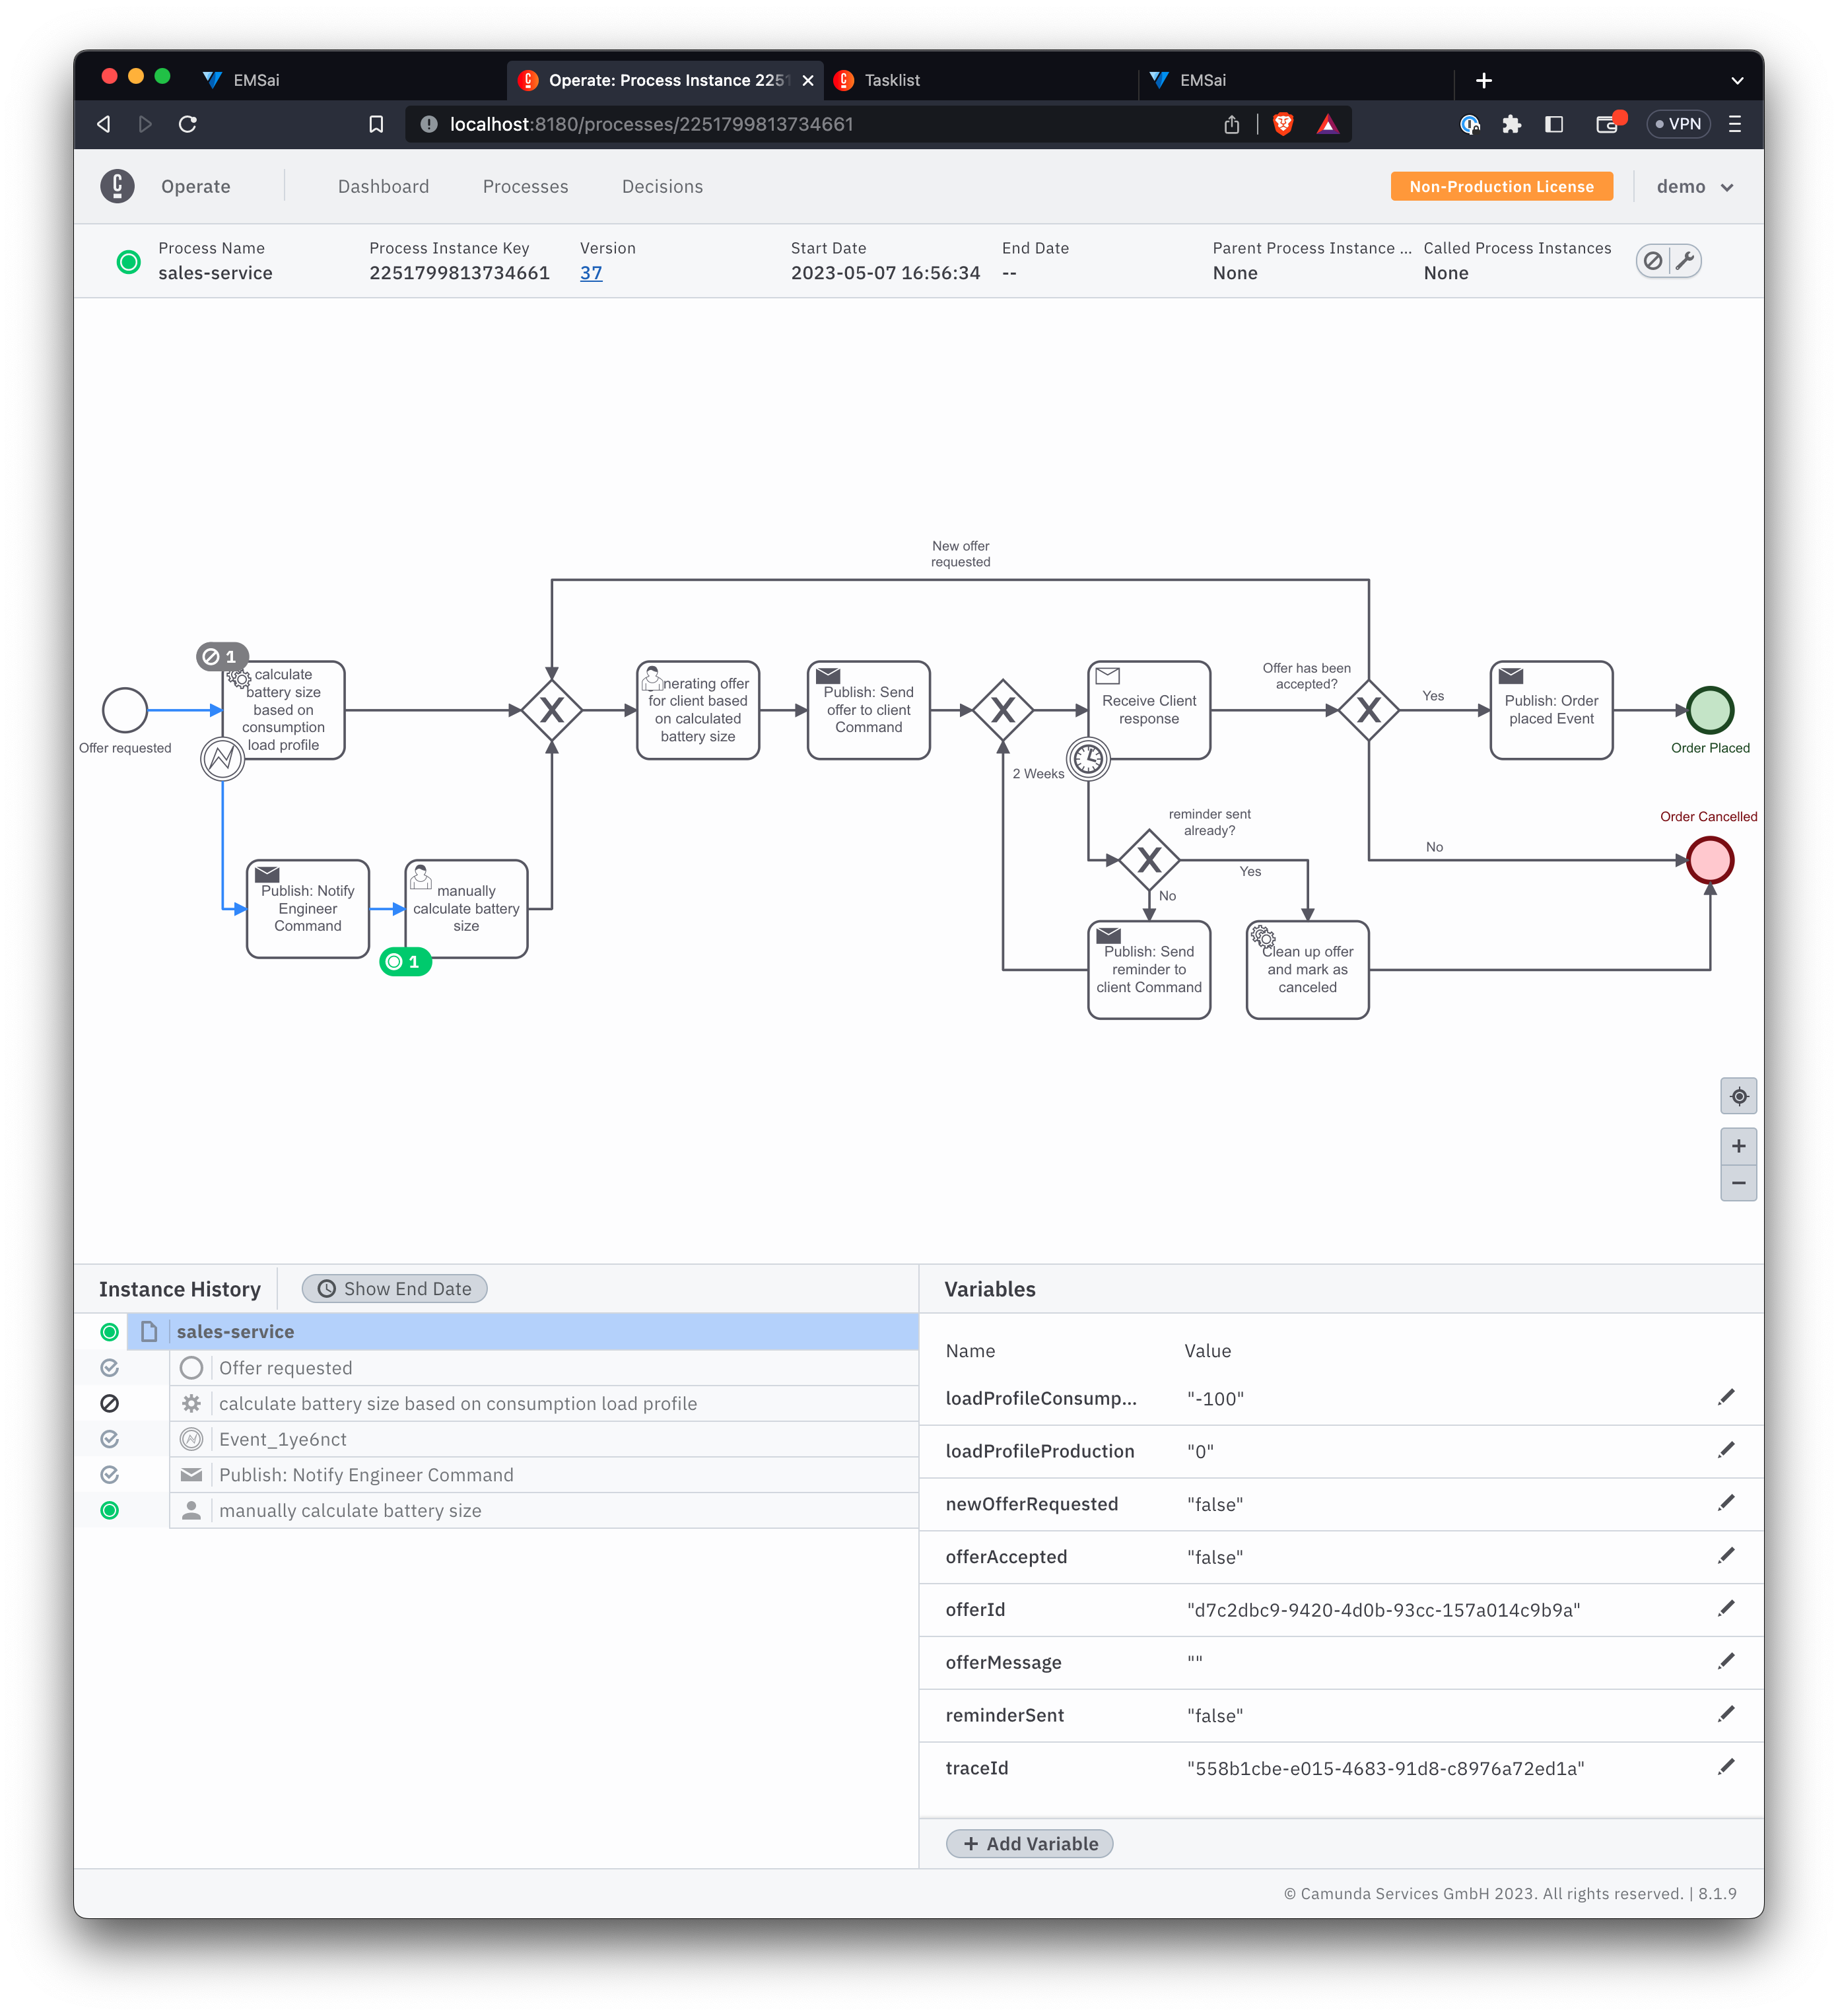 EMSai
Operate: Process Instance 2251
Tasklist
EMSai
localhost:8180/processes/2251799813734661
VPN
Operate
Dashboard
Processes
Decisions
Non-Production License
demo
Process Name
sales-service
Process Instance Key
2251799813734661
Version
37
Start Date
2023-05-07 16:56:34
End Date
--
Parent Process Instance ...
None
Called Process Instances
None
New offer
requested
1
calculate
battery size
based on
consumption
load profile
Offer requested
nerating offer
for client based
on calculated
battery size
Publish: Send
offer to client
Command
Receive Client
response
2 Weeks
Offer has been
accepted?
Yes
Publish: Order
placed Event
Order Placed
reminder sent
already?
Order Cancelled
No
Yes
No
Publish: Notify
Engineer
Command
manually
calculate battery
size
1
Publish: Send
reminder to
client Command
Clean up offer
and mark as
canceled
Instance History
Show End Date
sales-service
Offer requested
calculate battery size based on consumption load profile
Event_1ye6nct
Publish: Notify Engineer Command
manually calculate battery size
Variables
Name
Value
loadProfileConsump...
"-100"
loadProfileProduction
"0"
newOfferRequested
"false"
offerAccepted
"false"
offerId
"d7c2dbc9-9420-4d0b-93cc-157a014c9b9a"
offerMessage
""
reminderSent
"false"
traceId
"558b1cbe-e015-4683-91d8-c8976a72ed1a"
+ Add Variable
© Camunda Services GmbH 2023. All rights reserved. | 8.1.9